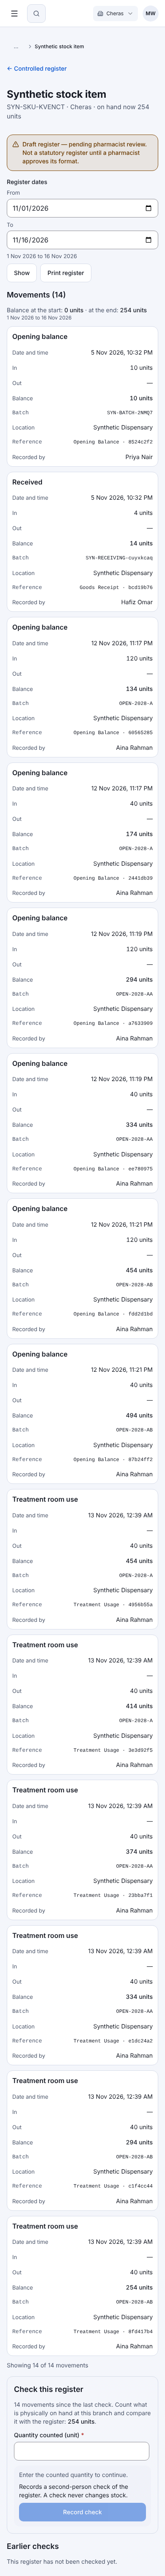 Cheras
MW
... > Synthetic stock item
← Controlled register
Synthetic stock item
SYN-SKU-KVENCT · Cheras · on hand now 254
units
Draft register — pending pharmacist review.
Not a statutory register until a pharmacist
approves its format.
Register dates
From
11/01/2026
To
11/16/2026
1 Nov 2026 to 16 Nov 2026
Show
Print register
Movements (14)
Balance at the start: 0 units · at the end: 254 units
1 Nov 2026 to 16 Nov 2026
Opening balance
Date and time 5 Nov 2026, 10:32 PM
In 10 units
Out —
Balance 10 units
Batch SYN-BATCH-2NMQ7
Location Synthetic Dispensary
Reference Opening Balance · 8524c2f2
Recorded by Priya Nair
Received
Date and time 5 Nov 2026, 10:32 PM
In 4 units
Out —
Balance 14 units
Batch SYN-RECEIVING-cuyxkcaq
Location Synthetic Dispensary
Reference Goods Receipt · bcd19b76
Recorded by Hafiz Omar
Opening balance
Date and time 12 Nov 2026, 11:17 PM
In 120 units
Out —
Balance 134 units
Batch OPEN-2028-A
Location Synthetic Dispensary
Reference Opening Balance · 60565285
Recorded by Aina Rahman
Opening balance
Date and time 12 Nov 2026, 11:17 PM
In 40 units
Out —
Balance 174 units
Batch OPEN-2028-A
Location Synthetic Dispensary
Reference Opening Balance · 2441db39
Recorded by Aina Rahman
Opening balance
Date and time 12 Nov 2026, 11:19 PM
In 120 units
Out —
Balance 294 units
Batch OPEN-2028-AA
Location Synthetic Dispensary
Reference Opening Balance · a7633909
Recorded by Aina Rahman
Opening balance
Date and time 12 Nov 2026, 11:19 PM
In 40 units
Out —
Balance 334 units
Batch OPEN-2028-AA
Location Synthetic Dispensary
Reference Opening Balance · ee780975
Recorded by Aina Rahman
Opening balance
Date and time 12 Nov 2026, 11:21 PM
In 120 units
Out —
Balance 454 units
Batch OPEN-2028-AB
Location Synthetic Dispensary
Reference Opening Balance · fdd2d1bd
Recorded by Aina Rahman
Opening balance
Date and time 12 Nov 2026, 11:21 PM
In 40 units
Out —
Balance 494 units
Batch OPEN-2028-AB
Location Synthetic Dispensary
Reference Opening Balance · 07b24ff2
Recorded by Aina Rahman
Treatment room use
Date and time 13 Nov 2026, 12:39 AM
In —
Out 40 units
Balance 454 units
Batch OPEN-2028-A
Location Synthetic Dispensary
Reference Treatment Usage · 4956b55a
Recorded by Aina Rahman
Treatment room use
Date and time 13 Nov 2026, 12:39 AM
In —
Out 40 units
Balance 414 units
Batch OPEN-2028-A
Location Synthetic Dispensary
Reference Treatment Usage · 3e3d92f5
Recorded by Aina Rahman
Treatment room use
Date and time 13 Nov 2026, 12:39 AM
In —
Out 40 units
Balance 374 units
Batch OPEN-2028-AA
Location Synthetic Dispensary
Reference Treatment Usage · 23bba7f1
Recorded by Aina Rahman
Treatment room use
Date and time 13 Nov 2026, 12:39 AM
In —
Out 40 units
Balance 334 units
Batch OPEN-2028-AA
Location Synthetic Dispensary
Reference Treatment Usage · e1dc24a2
Recorded by Aina Rahman
Treatment room use
Date and time 13 Nov 2026, 12:39 AM
In —
Out 40 units
Balance 294 units
Batch OPEN-2028-AB
Location Synthetic Dispensary
Reference Treatment Usage · c1f4cc44
Recorded by Aina Rahman
Treatment room use
Date and time 13 Nov 2026, 12:39 AM
In —
Out 40 units
Balance 254 units
Batch OPEN-2028-AB
Location Synthetic Dispensary
Reference Treatment Usage · 8fd417b4
Recorded by Aina Rahman
Showing 14 of 14 movements
Check this register
14 movements since the last check. Count what
is physically on hand at this branch and compare
it with the register: 254 units.
Quantity counted (unit) *
Enter the counted quantity to continue.
Records a second-person check of the
register. A check never changes stock.
Record check
Earlier checks
This register has not been checked yet.